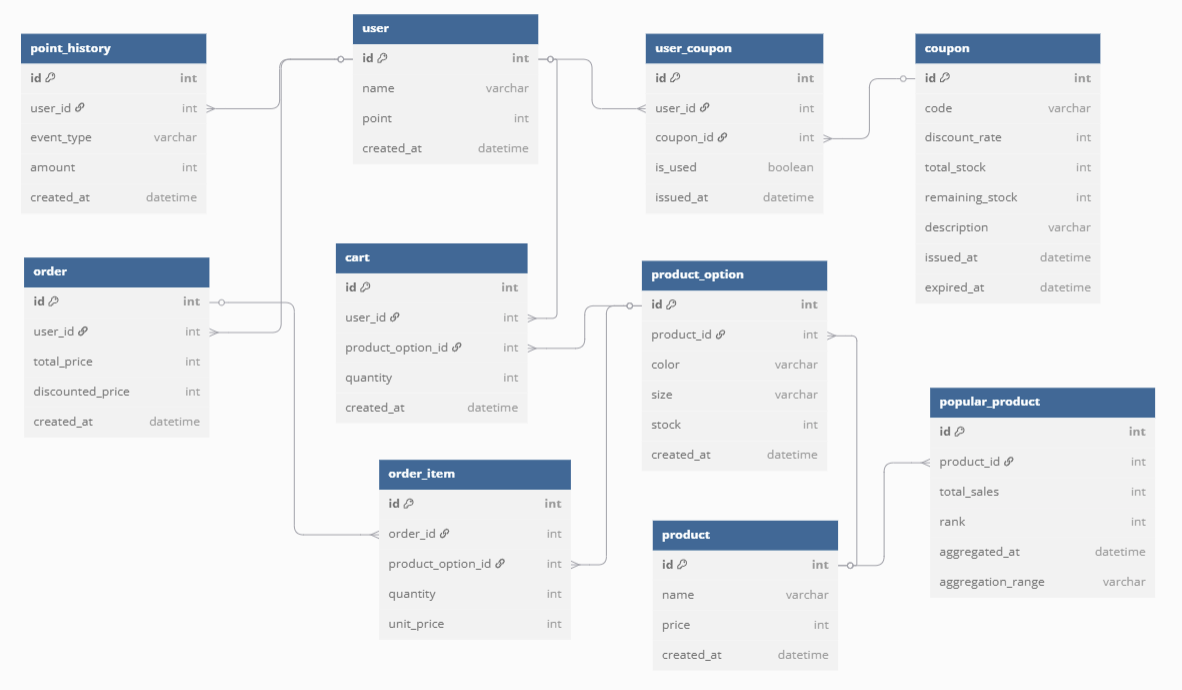 point_history
id int
user_id int
event_type varchar
amount int
created_at datetime
user
id int
name varchar
point int
created_at datetime
user_coupon
id int
user_id int
coupon_id int
is_used boolean
issued_at datetime
coupon
id int
code varchar
discount_rate int
total_stock int
remaining_stock int
description varchar
issued_at datetime
expired_at datetime
order
id int
user_id int
total_price int
discounted_price int
created_at datetime
cart
id int
user_id int
product_option_id int
quantity int
created_at datetime
product_option
id int
product_id int
color varchar
size varchar
stock int
created_at datetime
popular_product
id int
product_id int
total_sales int
rank int
aggregated_at datetime
aggregation_range varchar
order_item
id int
order_id int
product_option_id int
quantity int
unit_price int
product
id int
name varchar
price int
created_at datetime